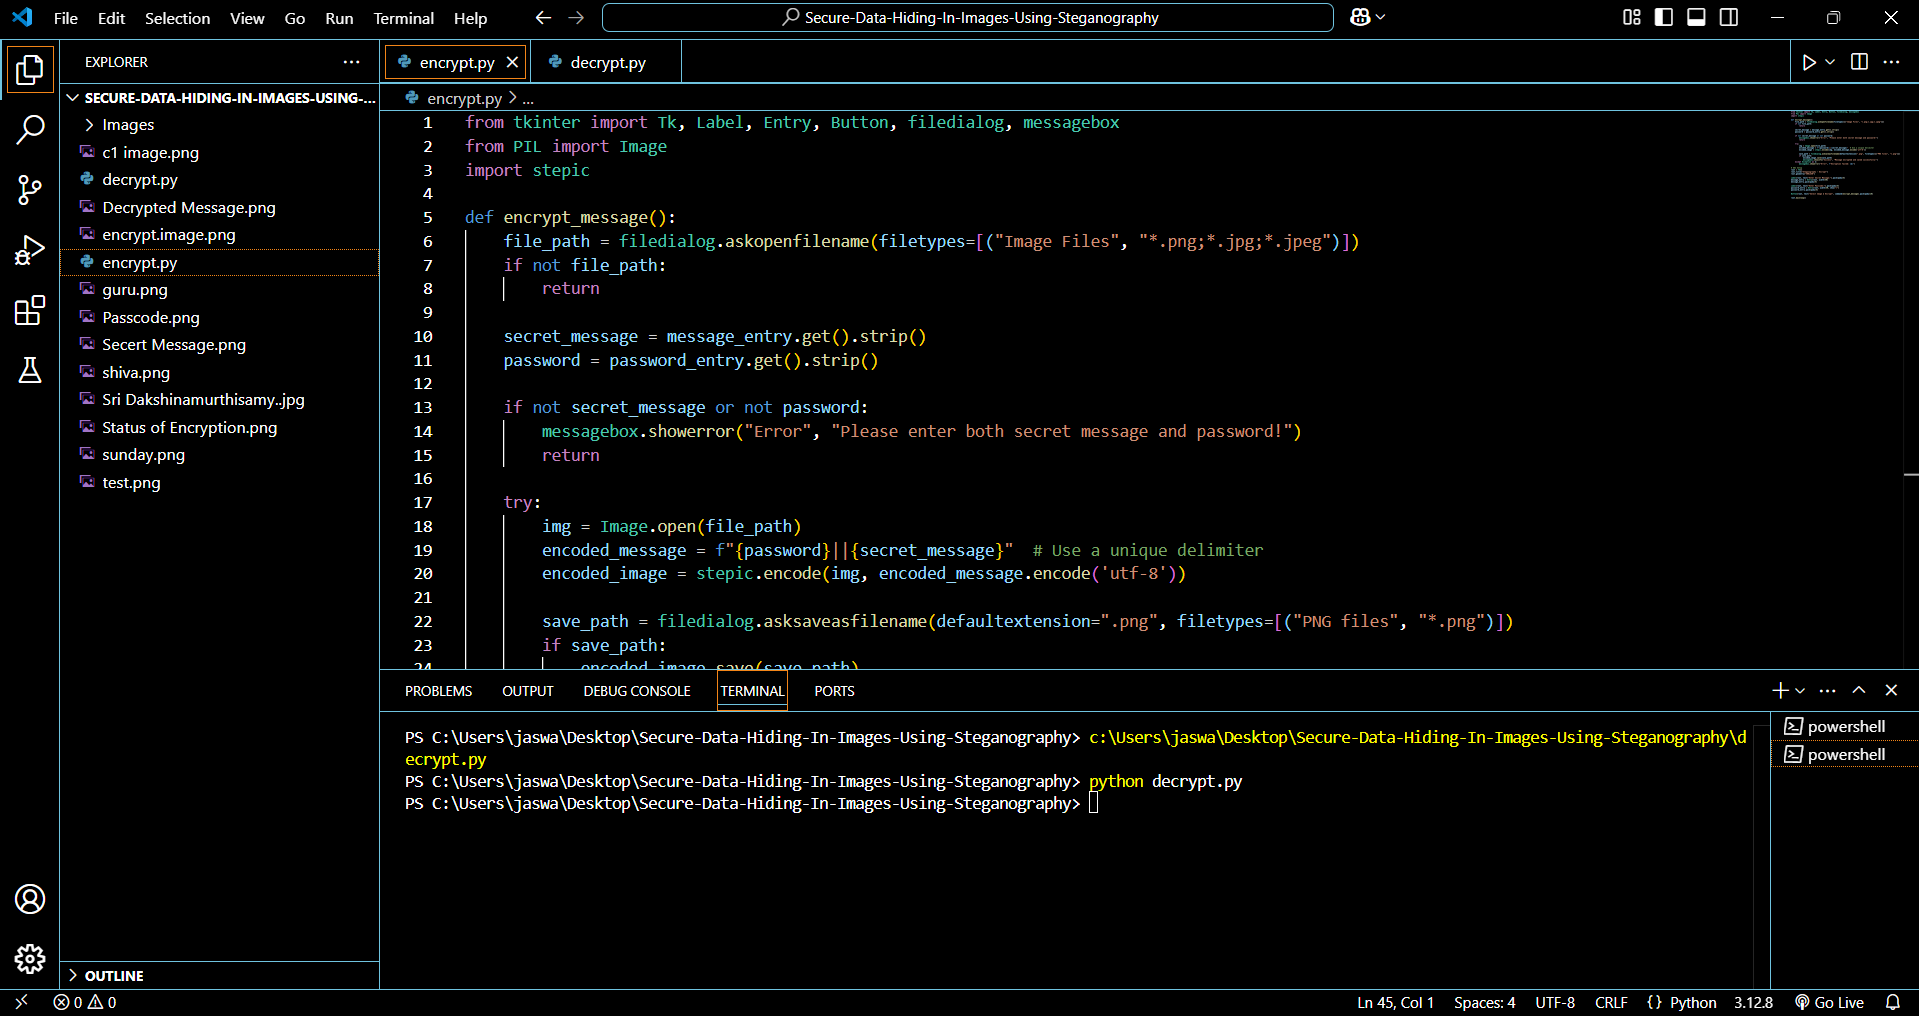 File Edit Selection View Go Run Terminal Help
Secure-Data-Hiding-In-Images-Using-Steganography
EXPLORER
SECURE-DATA-HIDING-IN-IMAGES-USING-...
Images
c1 image.png
decrypt.py
Decrypted Message.png
encrypt.image.png
encrypt.py
guru.png
Passcode.png
Secert Message.png
shiva.png
Sri Dakshinamurthisamy..jpg
Status of Encryption.png
sunday.png
test.png
OUTLINE
encrypt.py decrypt.py
encrypt.py > ...
1 from tkinter import Tk, Label, Entry, Button, filedialog, messagebox
2 from PIL import Image
3 import stepic
4
5 def encrypt_message():
6 file_path = filedialog.askopenfilename(filetypes=[("Image Files", "*.png;*.jpg;*.jpeg")])
7 if not file_path:
8 return
9
10 secret_message = message_entry.get().strip()
11 password = password_entry.get().strip()
12
13 if not secret_message or not password:
14 messagebox.showerror("Error", "Please enter both secret message and password!")
15 return
16
17 try:
18 img = Image.open(file_path)
19 encoded_message = f"{password}||{secret_message}"  # Use a unique delimiter
20 encoded_image = stepic.encode(img, encoded_message.encode('utf-8'))
21
22 save_path = filedialog.asksaveasfilename(defaultextension=".png", filetypes=[("PNG files", "*.png")])
23 if save_path:
24 encoded_image.save(save_path)
PROBLEMS OUTPUT DEBUG CONSOLE TERMINAL PORTS
PS C:\Users\jaswa\Desktop\Secure-Data-Hiding-In-Images-Using-Steganography> c:\Users\jaswa\Desktop\Secure-Data-Hiding-In-Images-Using-Steganography\d
ecrypt.py
PS C:\Users\jaswa\Desktop\Secure-Data-Hiding-In-Images-Using-Steganography> python decrypt.py
PS C:\Users\jaswa\Desktop\Secure-Data-Hiding-In-Images-Using-Steganography>
powershell
powershell
0 0
Ln 45, Col 1 Spaces: 4 UTF-8 CRLF {} Python 3.12.8 Go Live